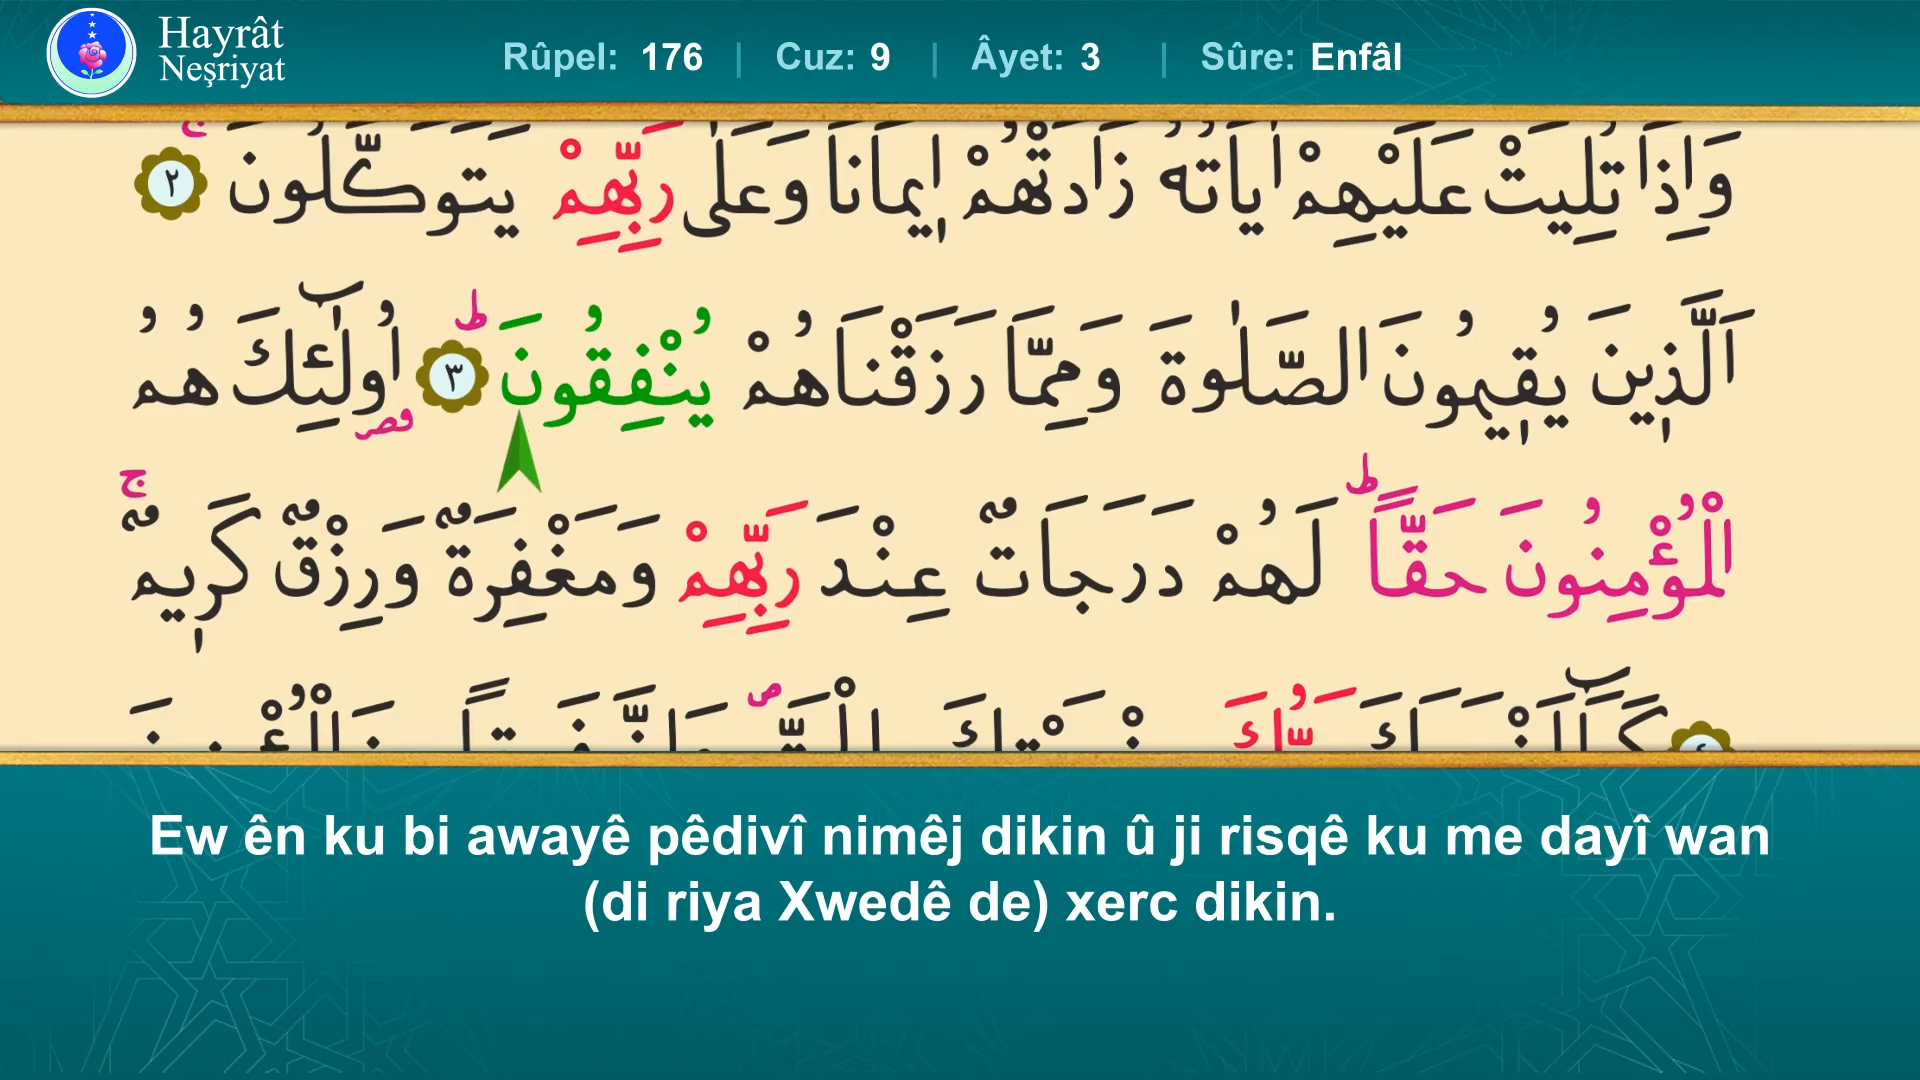 Hayrât
Neşriyat
Rûpel: 176 | Cuz: 9 | Âyet: 3 | Sûre: Enfâl
وَاِذَا تُلِيَتْ عَلَيْهِمْ اٰيَاتُهُ زَادَتْهُمْ ا۪يمَانًا وَعَلٰى رَبِّهِمْ يَتَوَكَّلُونَۚ ﴿٢﴾
اَلَّذ۪ينَ يُق۪يمُونَ الصَّلٰوةَ وَمِمَّا رَزَقْنَاهُمْ يُنْفِقُونَۜ ﴿٣﴾ اُو۬لٰٓئِكَ هُمُ
الْمُؤْمِنُونَ حَقًّاۜ لَهُمْ دَرَجَاتٌ عِنْدَ رَبِّهِمْ وَمَغْفِرَةٌ وَرِزْقٌ كَر۪يمٌۚ
Ew ên ku bi awayê pêdivî nimêj dikin û ji risqê ku me dayî wan
(di riya Xwedê de) xerc dikin.